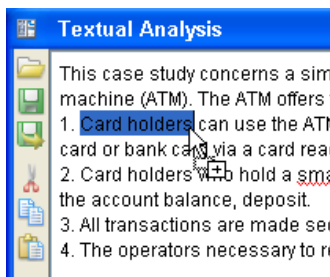 Textual Analysis
This case study concerns a sim
machine (ATM). The ATM offers
1. Card holders can use the ATM
card or bank card via a card rea
2. Card holders who hold a sma
the account balance, deposit.
3. All transactions are made sec
4. The operators necessary to re